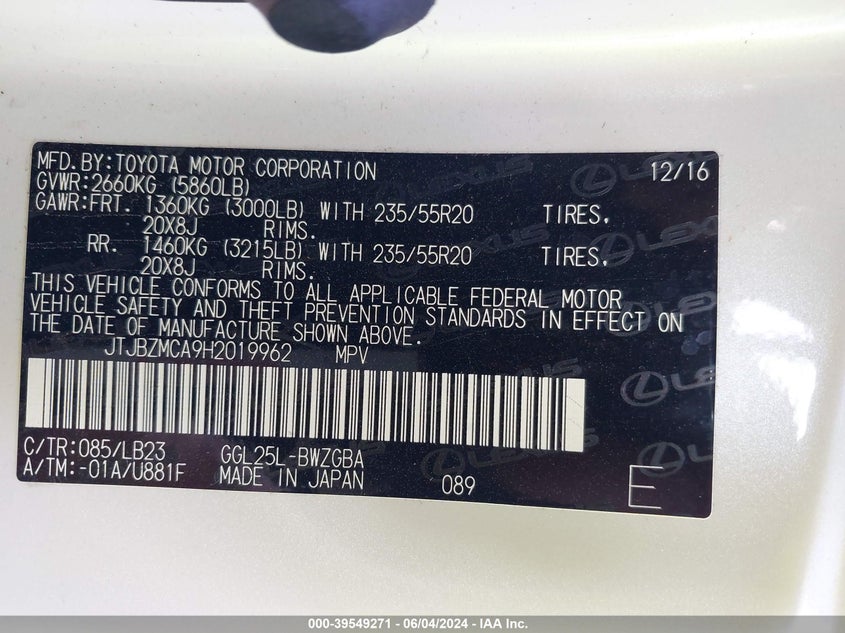 MFD.BY:TOYOTA MOTOR CORPORATION 12/16
GVWR:2660KG (5860LB)
GAWR:FRT. 1360KG (3000LB) WITH 235/55R20 TIRES,
20X8J RIMS.
RR. 1460KG (3215LB) WITH 235/55R20 TIRES,
20X8J RIMS.
THIS VEHICLE CONFORMS TO ALL APPLICABLE FEDERAL MOTOR
VEHICLE SAFETY AND THEFT PREVENTION STANDARDS IN EFFECT ON
THE DATE OF MANUFACTURE SHOWN ABOVE.
JTJBZMCA9H2019962 MPV
C/TR:085/LB23 GGL25L-BWZGBA
A/TM:-01A/U881F MADE IN JAPAN 089 E
LEXUS
LEXUS
LEXUS
000-39549271 - 06/04/2024 - IAA Inc.